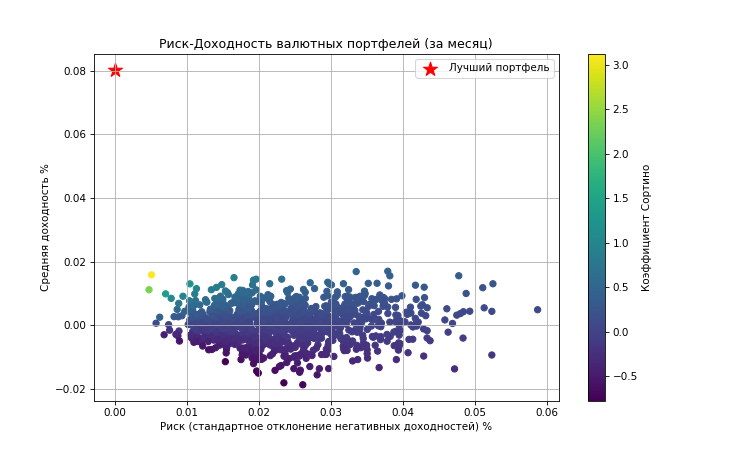 Риск-Доходность валютных портфелей (за месяц)
Лучший портфель
0.08
0.06
0.04
0.02
0.00
−0.02
Средняя доходность %
0.00 0.01 0.02 0.03 0.04 0.05 0.06
Риск (стандартное отклонение негативных доходностей) %
3.0
2.5
2.0
1.5
1.0
0.5
0.0
−0.5
Коэффициент Сортино